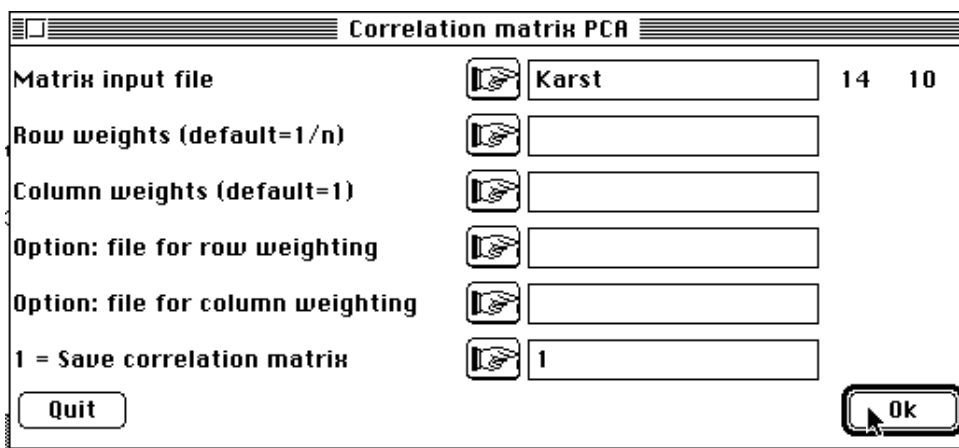 Correlation matrix PCA
Matrix input file Karst 14 10
Row weights (default=1/n)
Column weights (default=1)
Option: file for row weighting
Option: file for column weighting
1 = Save correlation matrix 1
Quit Ok